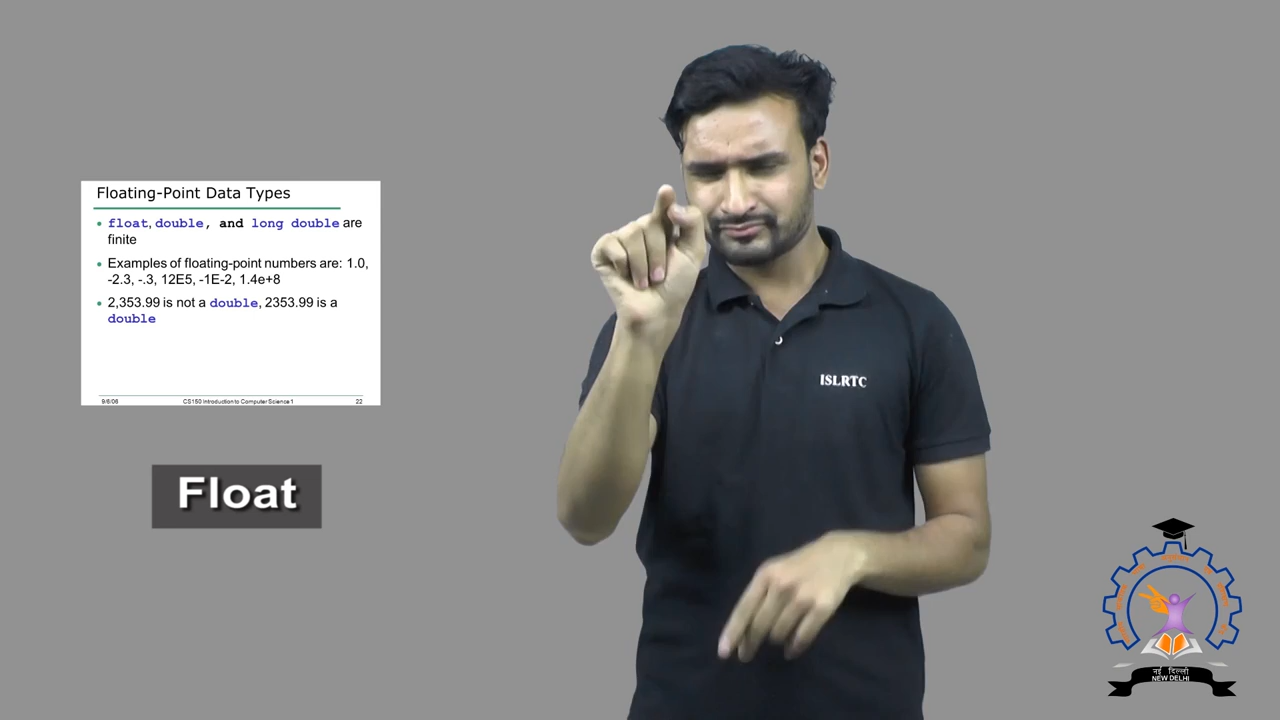 Floating-Point Data Types
• float, double, and long double are
finite
• Examples of floating-point numbers are: 1.0,
-2.3, -.3, 12E5, -1E-2, 1.4e+8
• 2,353.99 is not a double, 2353.99 is a
double
9/6/06 CS150 Introduction to Computer Science 1 22
Float
ISLRTC
नई दिल्ली
NEW DELHI